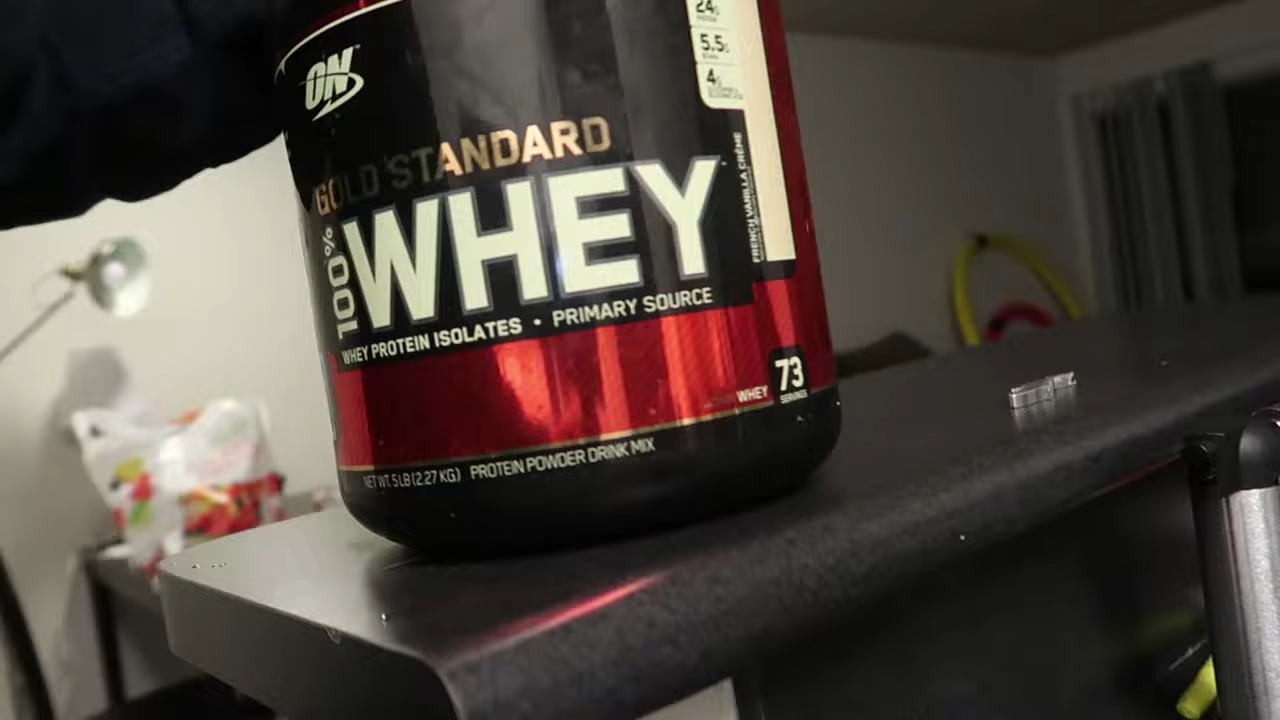 ON
GOLD STANDARD
100%
WHEY
WHEY PROTEIN ISOLATES • PRIMARY SOURCE
24g
5.5g
4g
FRENCH VANILLA CRÈME
WHEY
73
SERVINGS
NET WT. 5 LB (2.27 KG) PROTEIN POWDER DRINK MIX